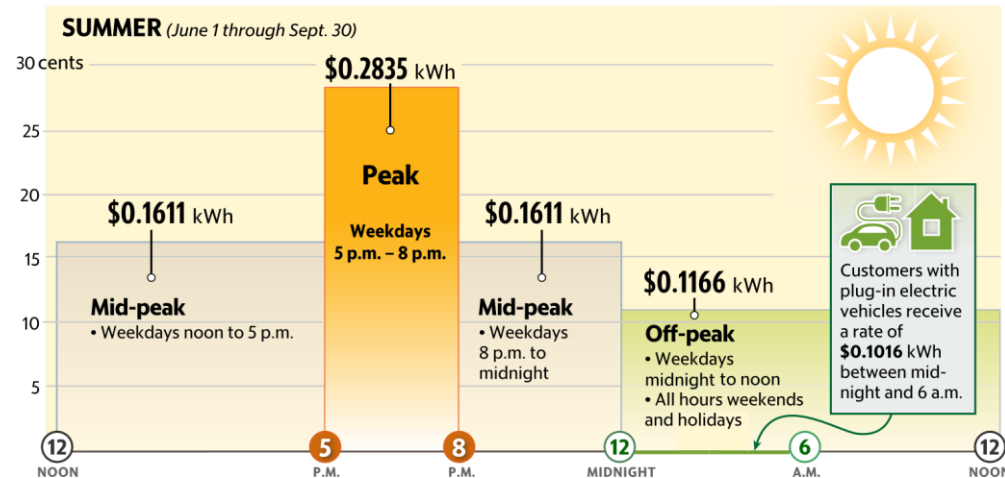 SUMMER (June 1 through Sept. 30)
30 cents
$0.2835 kWh
25
Peak
20
$0.1611 kWh
Weekdays
5 p.m. – 8 p.m.
$0.1611 kWh
15
Mid-peak
• Weekdays noon to 5 p.m.
Mid-peak
• Weekdays
8 p.m. to
midnight
$0.1166 kWh
Off-peak
• Weekdays
midnight to noon
• All hours weekends
and holidays
Customers with
plug-in electric
vehicles receive
a rate of
$0.1016 kWh
between mid-
night and 6 a.m.
10
5
12
NOON
5
P.M.
8
P.M.
12
MIDNIGHT
6
A.M.
12
NOON